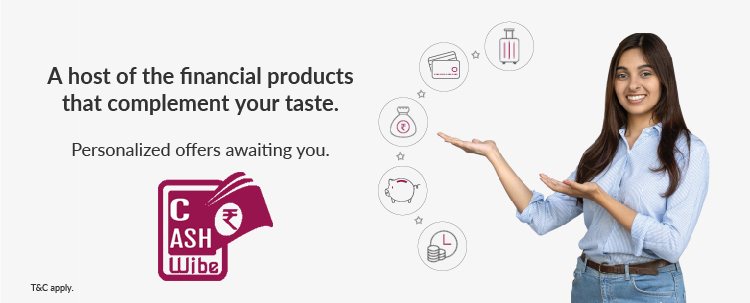 A host of the financial products
that complement your taste.
Personalized offers awaiting you.
C
ASH
Wibe
₹
₹
T&C apply.